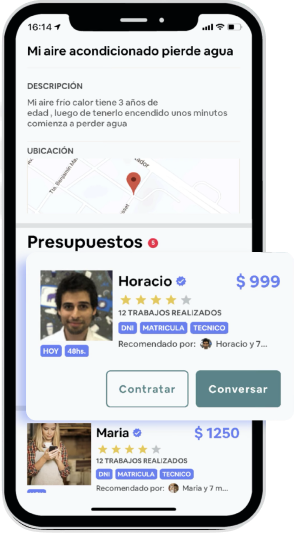 16:14
Mi aire acondicionado pierde agua
DESCRIPCIÓN
Mi aire frio calor tiene 3 años de
edad , luego de tenerlo encendido unos minutos
comienza a perder agua
UBICACIÓN
Presupuestos 5
Horacio
$ 999
12 TRABAJOS REALIZADOS
DNI MATRICULA TECNICO
Recomendado por: Horacio y 7...
HOY 48hs.
Contratar Conversar
Maria
$ 1250
12 TRABAJOS REALIZADOS
DNI MATRICULA TECNICO
Recomendado por: Maria y 7 m...